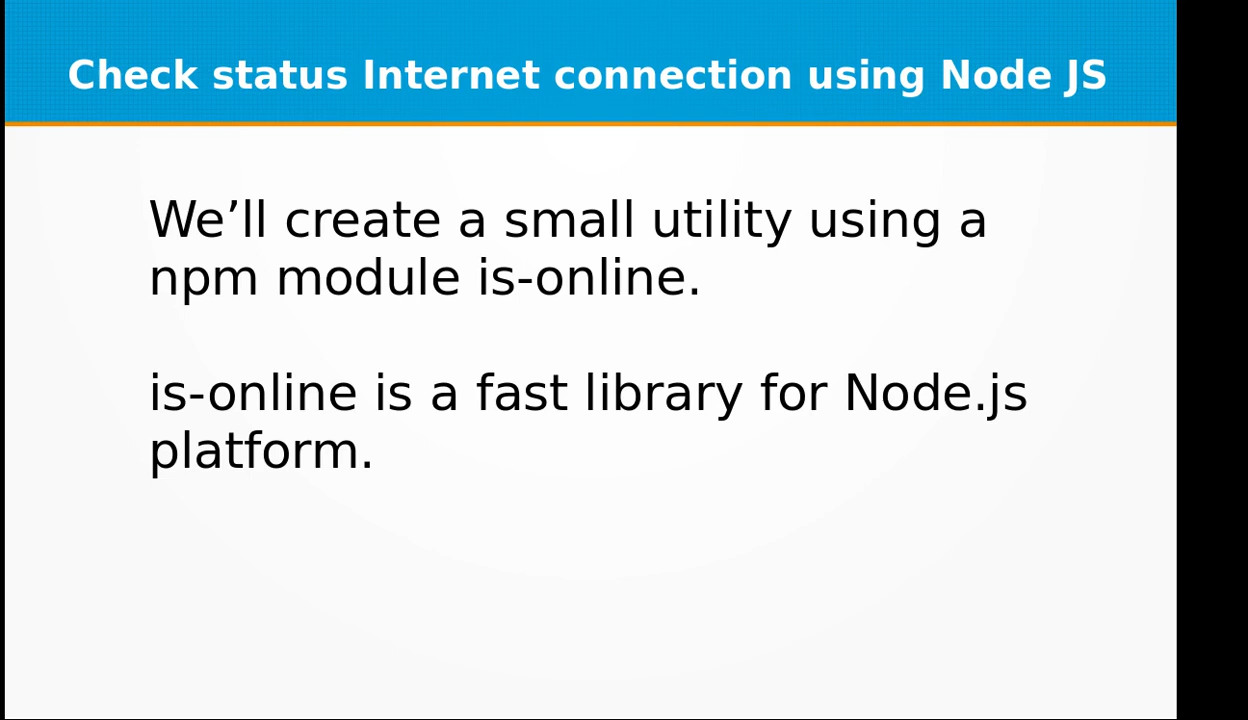 Check status Internet connection using Node JS
We’ll create a small utility using a
npm module is-online.
is-online is a fast library for Node.js
platform.